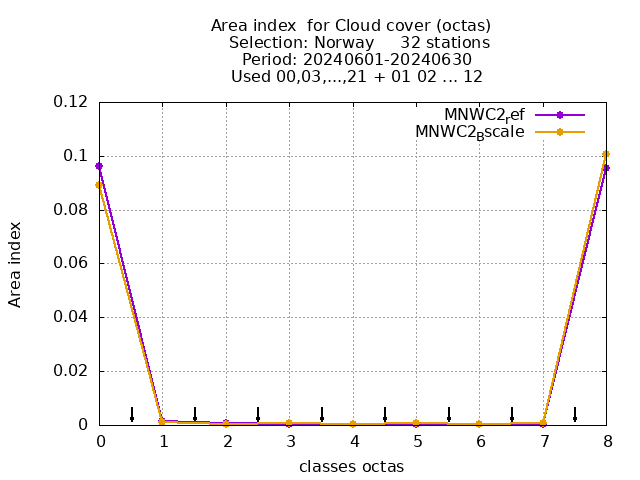 Area index  for Cloud cover (octas)
Selection: Norway     32 stations
Period: 20240601-20240630
Used 00,03,...,21 + 01 02 ... 12
MNWC2ref
MNWC2Bscale
0.12
0.1
0.08
0.06
0.04
0.02
0
Area index
0 1 2 3 4 5 6 7 8
classes octas